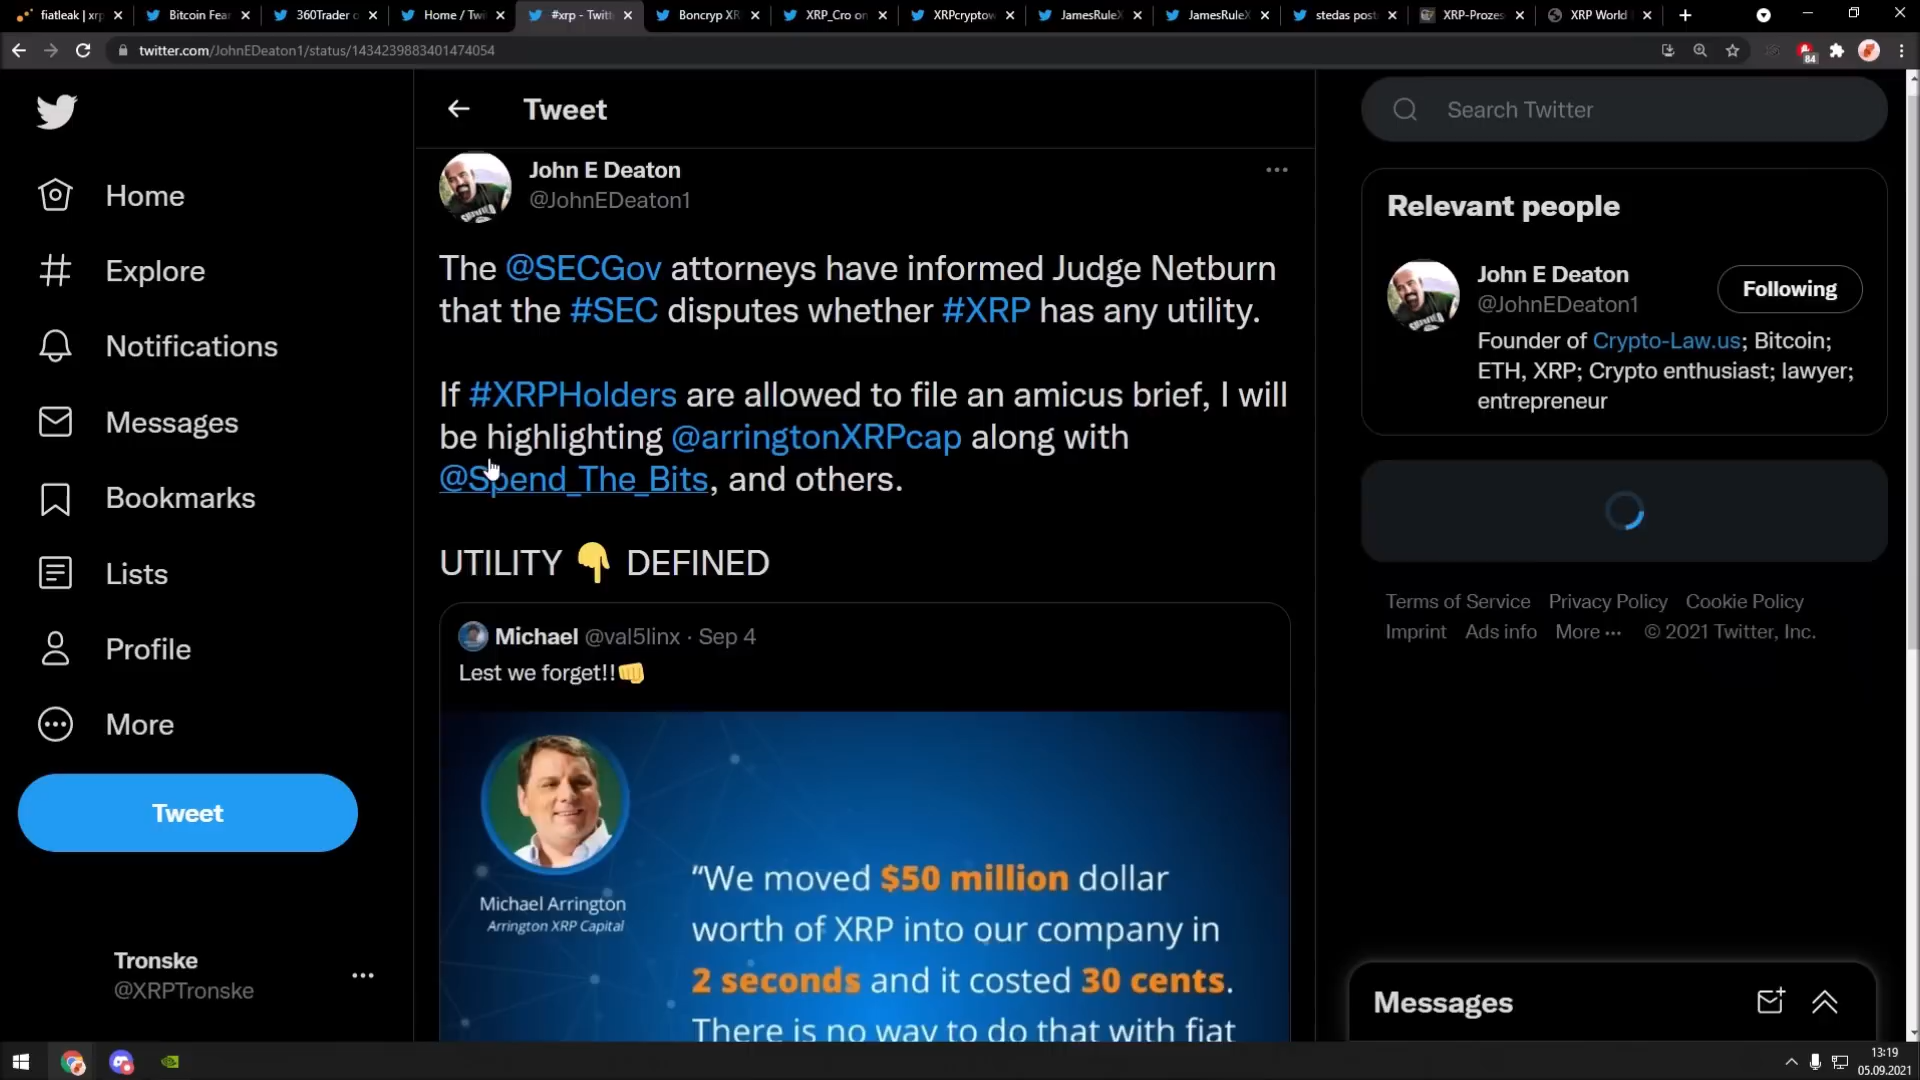 fiatleak | xrp
Bitcoin Fear
360Trader o
Home / Twi
#xrp - Twitt
Boncryp XR
XRP_Cro on
XRPcryptow
JamesRuleX
JamesRuleX
stedas post
XRP-Prozes
XRP World
twitter.com/JohnEDeaton1/status/1434239883401474054
84
Home
Explore
Notifications
Messages
Bookmarks
Lists
Profile
More
Tweet
Tronske
@XRPTronske
Tweet
John E Deaton
@JohnEDeaton1
The @SECGov attorneys have informed Judge Netburn
that the #SEC disputes whether #XRP has any utility.
If #XRPHolders are allowed to file an amicus brief, I will
be highlighting @arringtonXRPcap along with
@Spend_The_Bits, and others.
UTILITY 👇 DEFINED
Michael @val5linx · Sep 4
Lest we forget!!👊
Michael Arrington
Arrington XRP Capital
“We moved $50 million dollar
worth of XRP into our company in
2 seconds and it costed 30 cents.
There is no way to do that with fiat
Search Twitter
Relevant people
John E Deaton
@JohnEDeaton1
Following
Founder of Crypto-Law.us; Bitcoin;
ETH, XRP; Crypto enthusiast; lawyer;
entrepreneur
Terms of Service Privacy Policy Cookie Policy
Imprint Ads info More ··· © 2021 Twitter, Inc.
Messages
13:19
05.09.2021